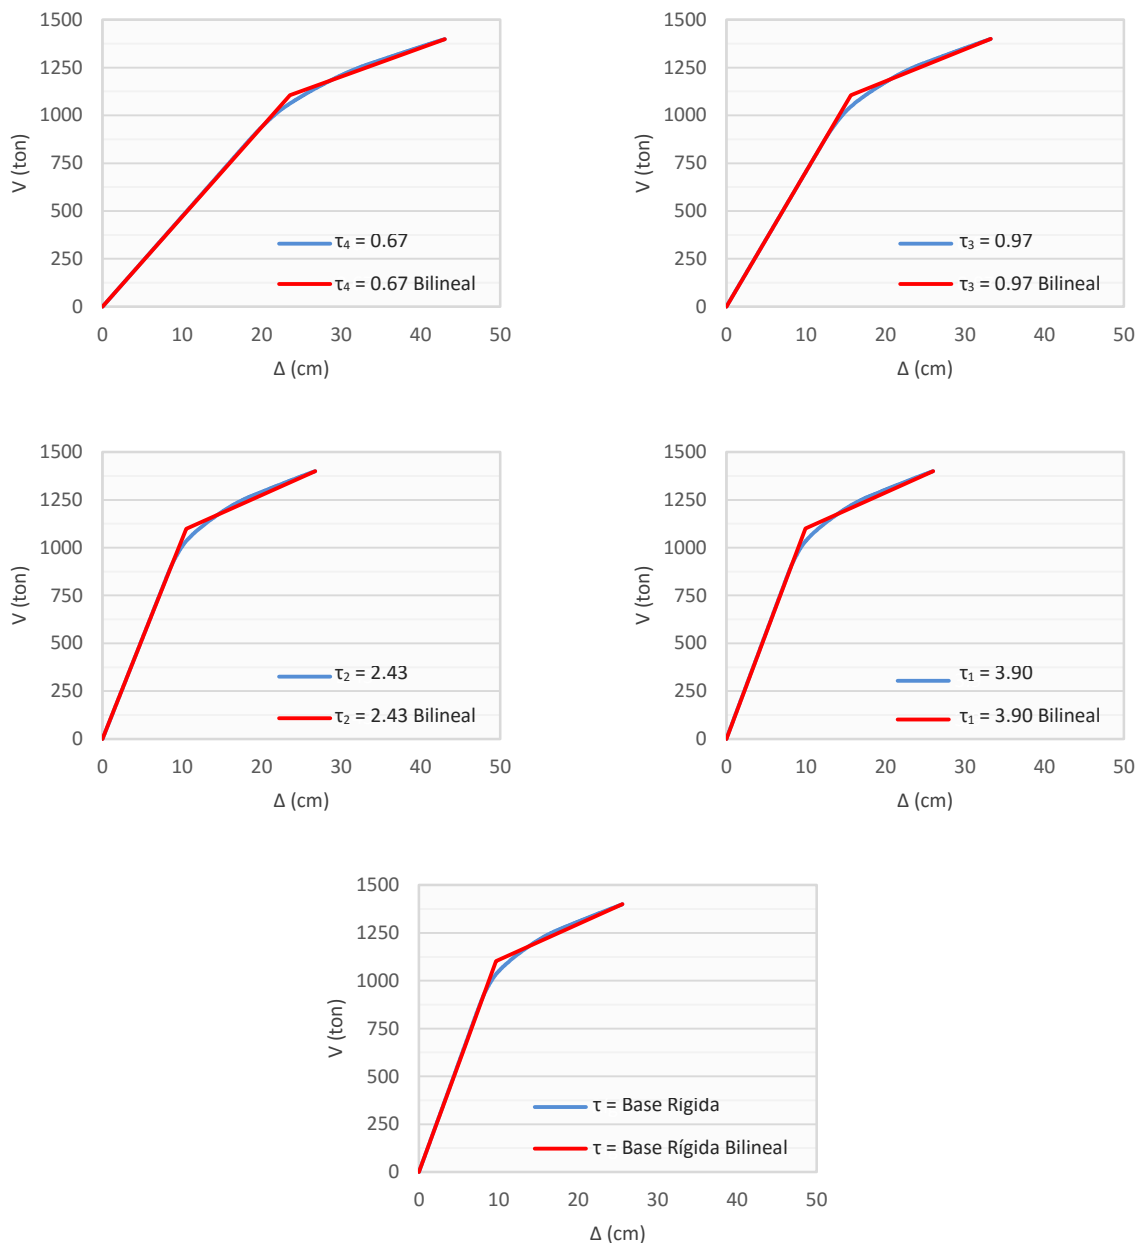 1500
1250
1000
750
500
250
0
V (ton)
τ₄ = 0.67
τ₄ = 0.67 Bilineal
0 10 20 30 40 50
Δ (cm)
1500
1250
1000
750
500
250
0
V (ton)
τ₃ = 0.97
τ₃ = 0.97 Bilineal
0 10 20 30 40 50
Δ (cm)
1500
1250
1000
750
500
250
0
V (ton)
τ₂ = 2.43
τ₂ = 2.43 Bilineal
0 10 20 30 40 50
Δ (cm)
1500
1250
1000
750
500
250
0
V (ton)
τ₁ = 3.90
τ₁ = 3.90 Bilineal
0 10 20 30 40 50
Δ (cm)
1500
1250
1000
750
500
250
0
V (ton)
τ = Base Rigida
τ = Base Rígida Bilineal
0 10 20 30 40 50
Δ (cm)